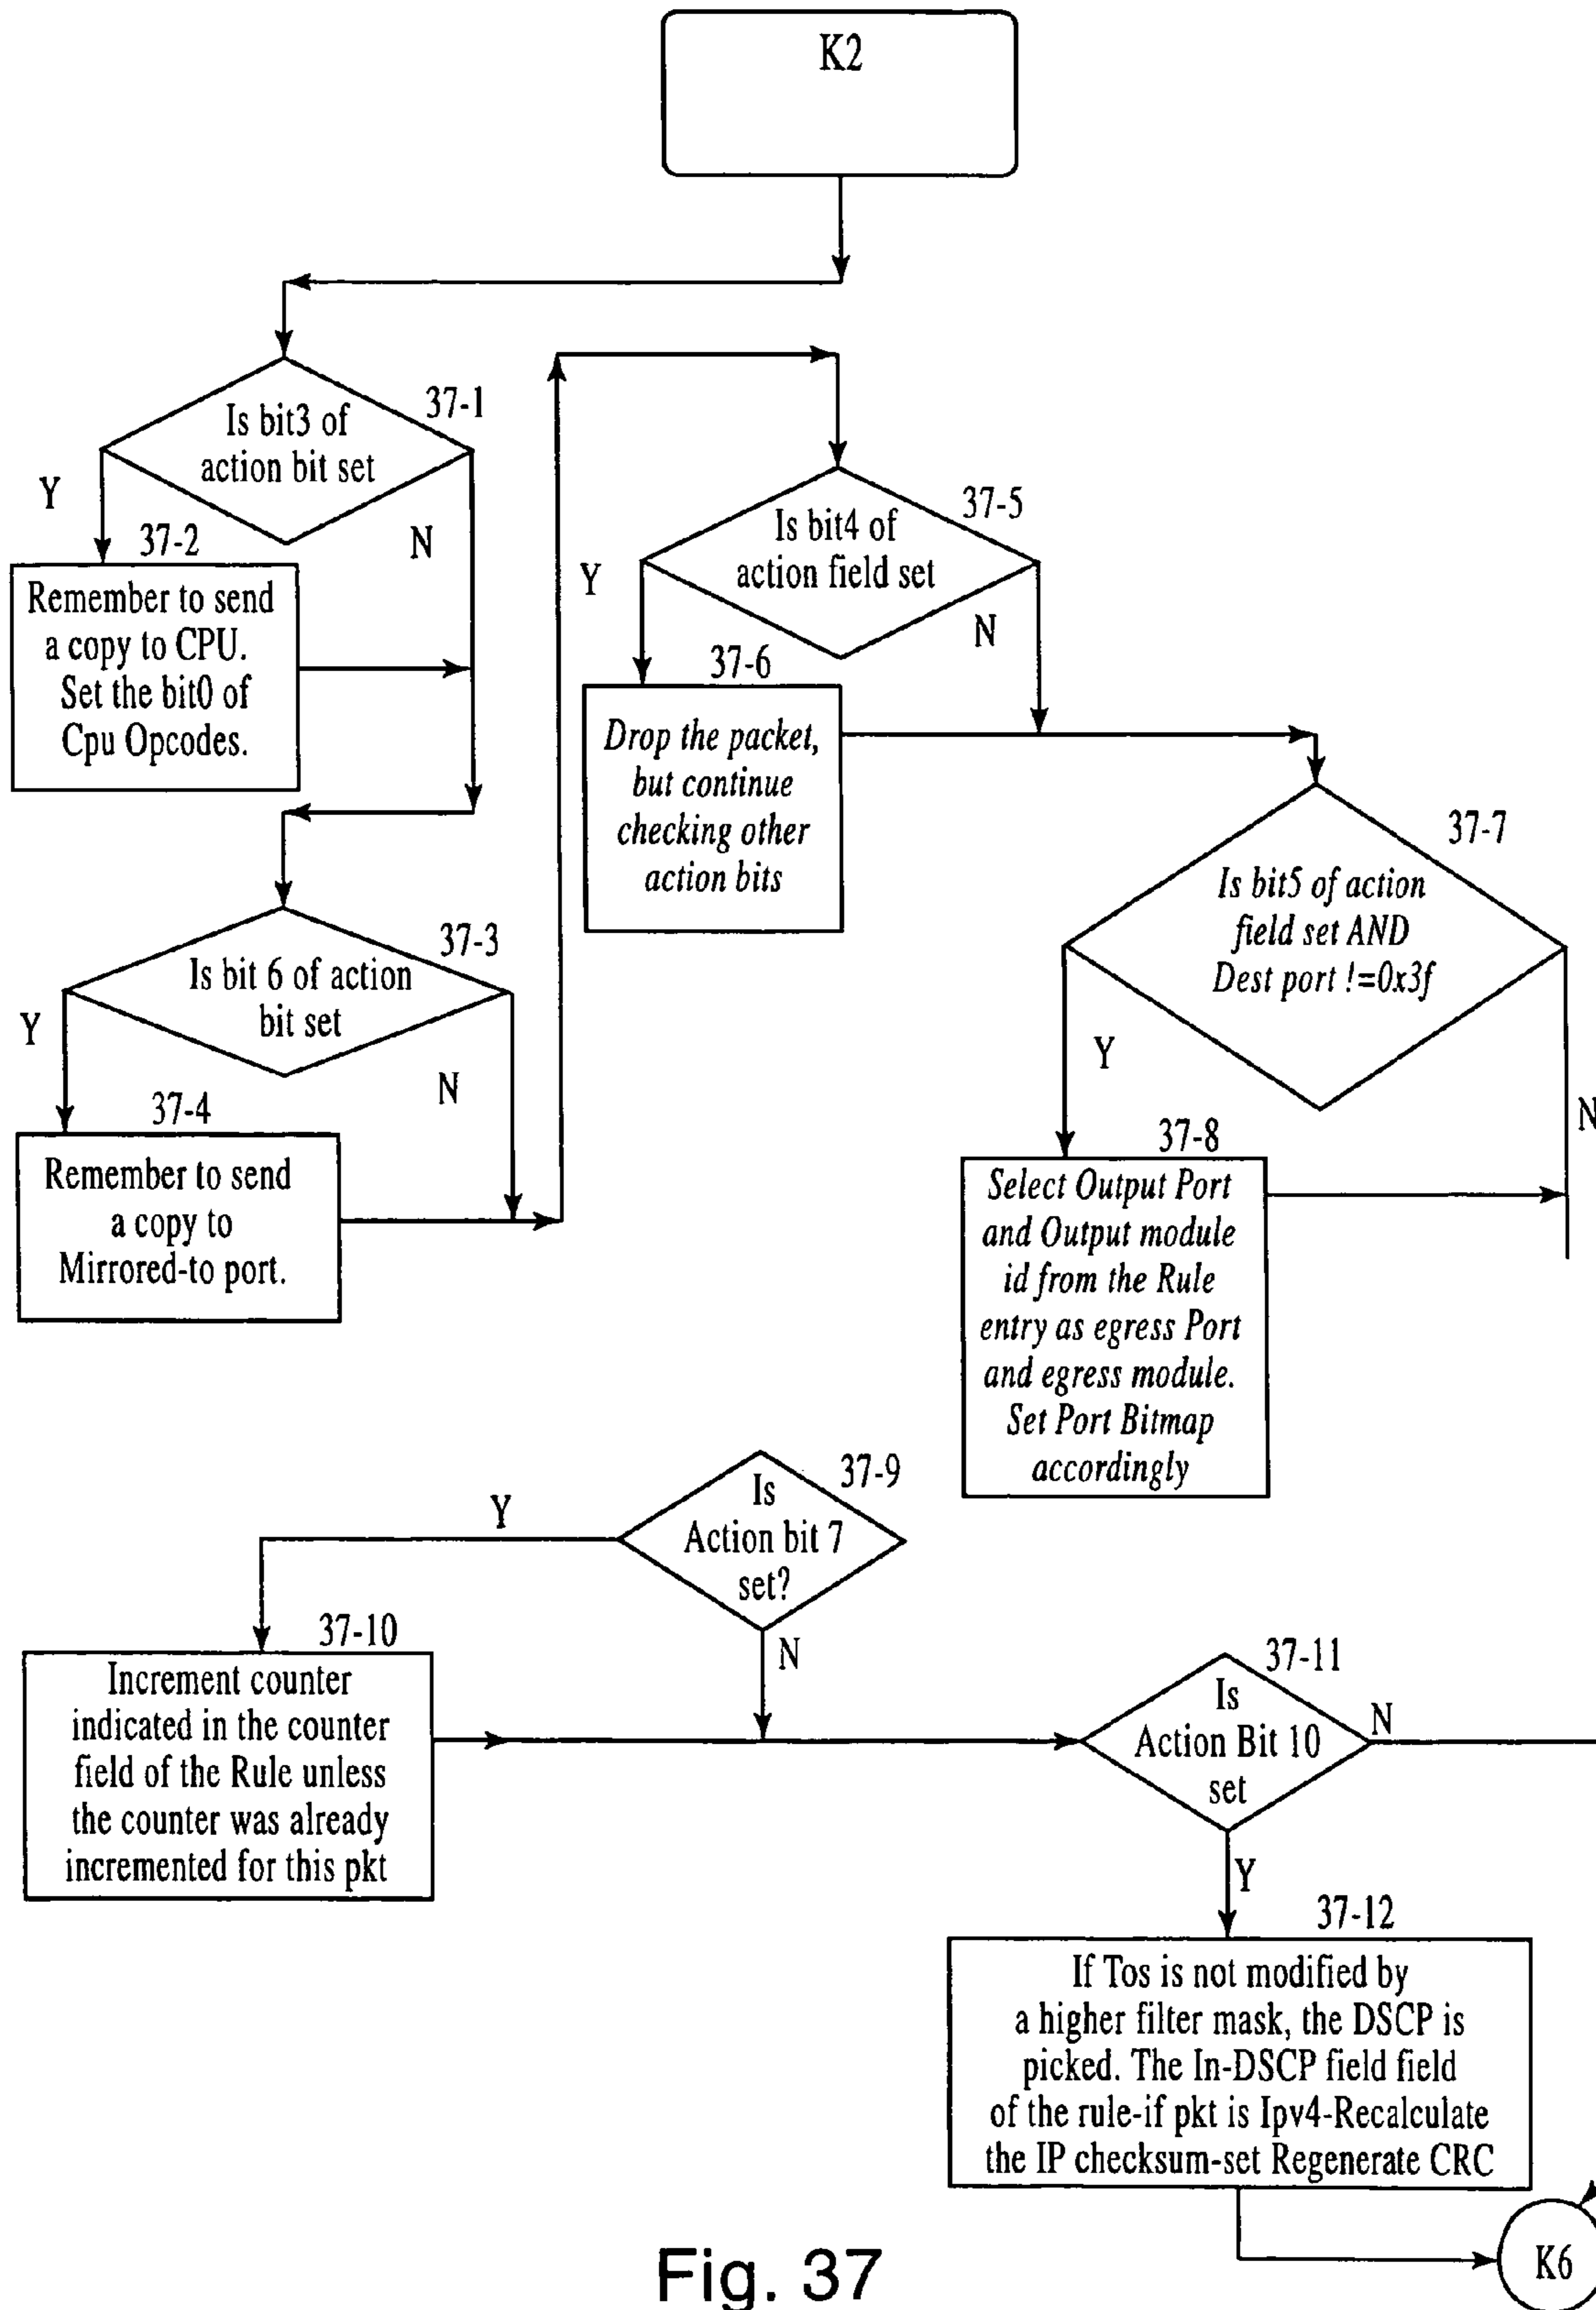 K2
37-1
Is bit3 of
action bit set
Y
N
37-2
Remember to send
a copy to CPU.
Set the bit0 of
Cpu Opcodes.
37-3
Is bit 6 of action
bit set
Y
N
37-4
Remember to send
a copy to
Mirrored-to port.
37-5
Is bit4 of
action field set
Y
N
37-6
Drop the packet,
but continue
checking other
action bits
37-7
Is bit5 of action
field set AND
Dest port !=0x3f
Y
N
37-8
Select Output Port
and Output module
id from the Rule
entry as egress Port
and egress module.
Set Port Bitmap
accordingly
37-9
Is
Action bit 7
set?
Y
N
37-10
Increment counter
indicated in the counter
field of the Rule unless
the counter was already
incremented for this pkt
37-11
Is
Action Bit 10
set
N
Y
37-12
If Tos is not modified by
a higher filter mask, the DSCP is
picked. The In-DSCP field field
of the rule-if pkt is Ipv4-Recalculate
the IP checksum-set Regenerate CRC
K6
Fig. 37